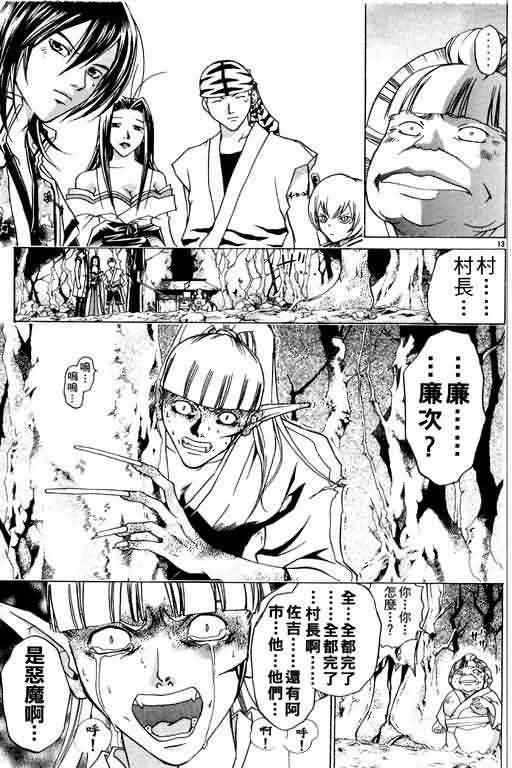 ……
13
村……
村長…
…廉……
…廉次？
嗚…
嗚嗚…
你…你…
怎麼…？
全…全都完了
……全都完了
…村長啊…
佐吉……還有阿
市…他…他們…
是惡魔啊…
呼！
啊！
呼！